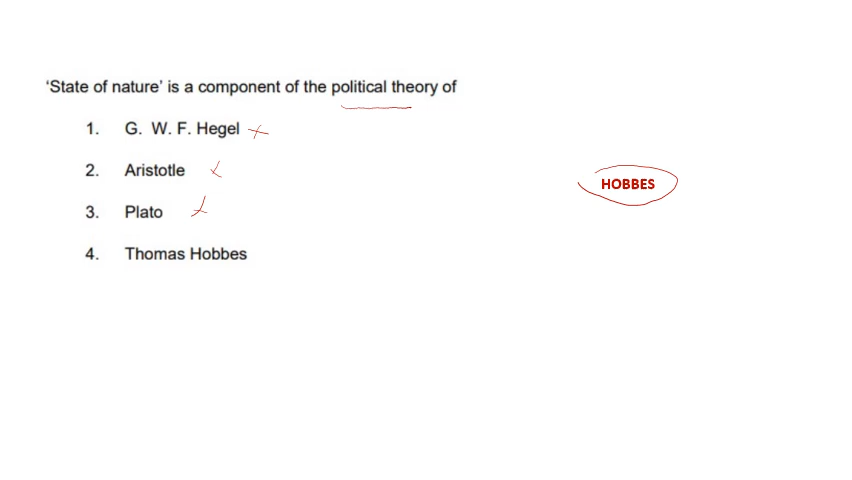 ‘State of nature’ is a component of the political theory of
1. G. W. F. Hegel
2. Aristotle
HOBBES
3. Plato
4. Thomas Hobbes